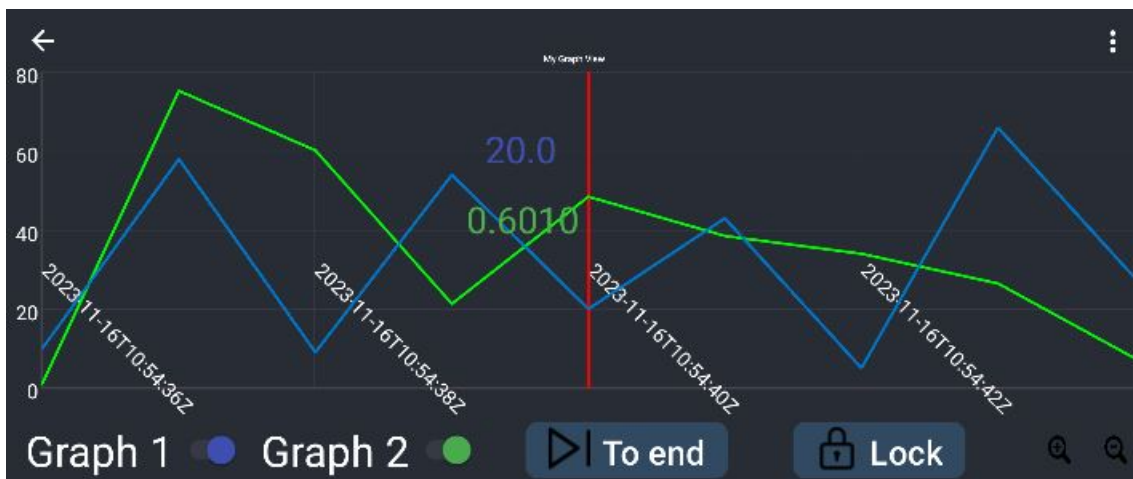 My Graph View
80
60
40
20
0
20.0
0.6010
2023-11-16T10:54:36Z
2023-11-16T10:54:38Z
2023-11-16T10:54:40Z
2023-11-16T10:54:42Z
Graph 1 Graph 2 To end Lock